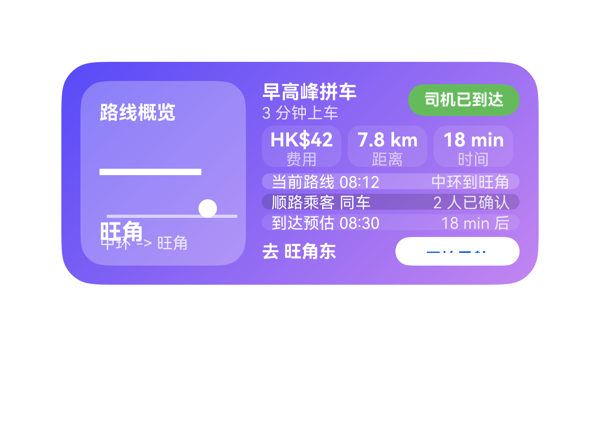 路线概览
旺角
中环 -> 旺角
早高峰拼车
3 分钟上车
司机已到达
HK$42
费用
7.8 km
距离
18 min
时间
当前路线 08:12 中环到旺角
顺路乘客 同车 2 人已确认
到达预估 08:30 18 min 后
去 旺角东